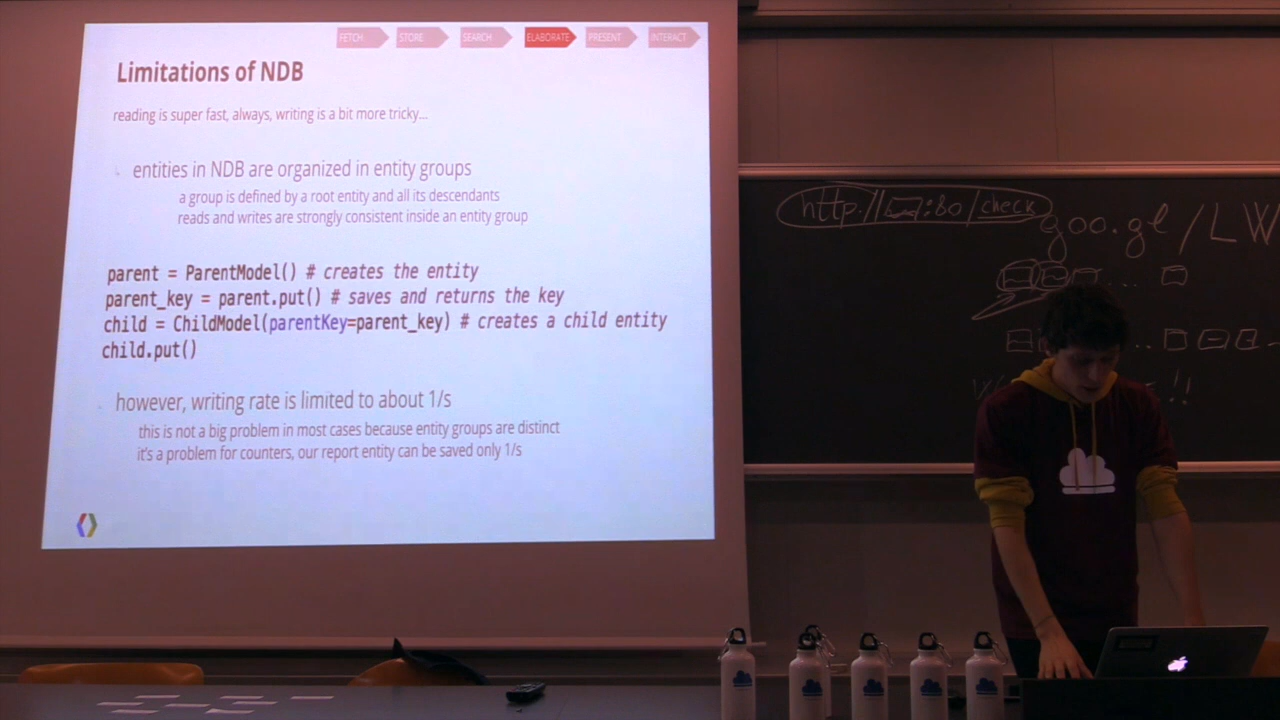 FETCH STORE SEARCH ELABORATE PRESENT INTERACT
Limitations of NDB
reading is super fast, always, writing is a bit more tricky...
entities in NDB are organized in entity groups
a group is defined by a root entity and all its descendants
reads and writes are strongly consistent inside an entity group
parent = ParentModel() # creates the entity
parent_key = parent.put() # saves and returns the key
child = ChildModel(parentKey=parent_key) # creates a child entity
child.put()
however, writing rate is limited to about 1/s
this is not a big problem in most cases because entity groups are distinct
it's a problem for counters, our report entity can be saved only 1/s
http:// :80/check
goo.gl/LW